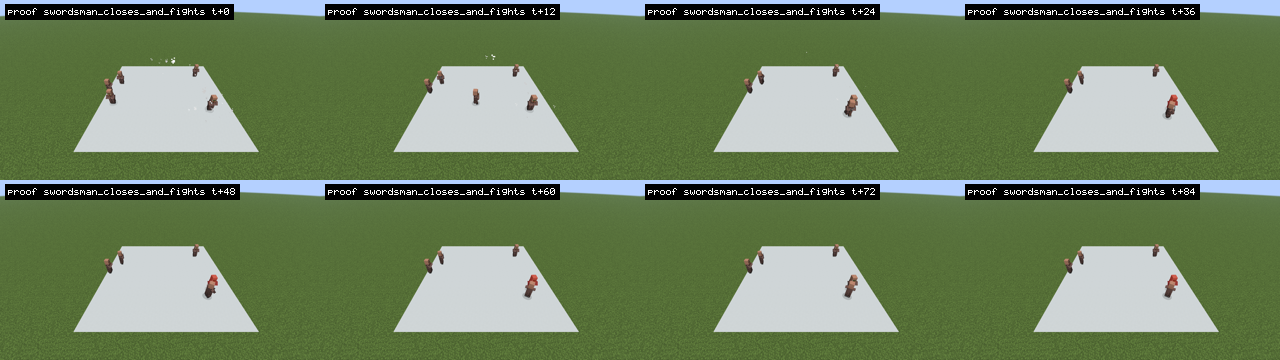 proof swordsman_closes_and_fights t+0
proof swordsman_closes_and_fights t+12
proof swordsman_closes_and_fights t+24
proof swordsman_closes_and_fights t+36
proof swordsman_closes_and_fights t+48
proof swordsman_closes_and_fights t+60
proof swordsman_closes_and_fights t+72
proof swordsman_closes_and_fights t+84